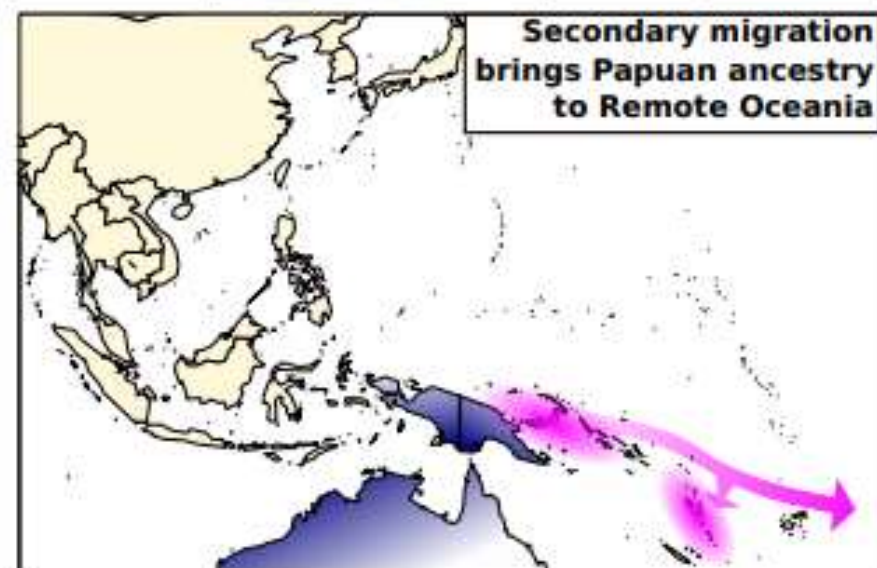 Secondary migration
brings Papuan ancestry
to Remote Oceania